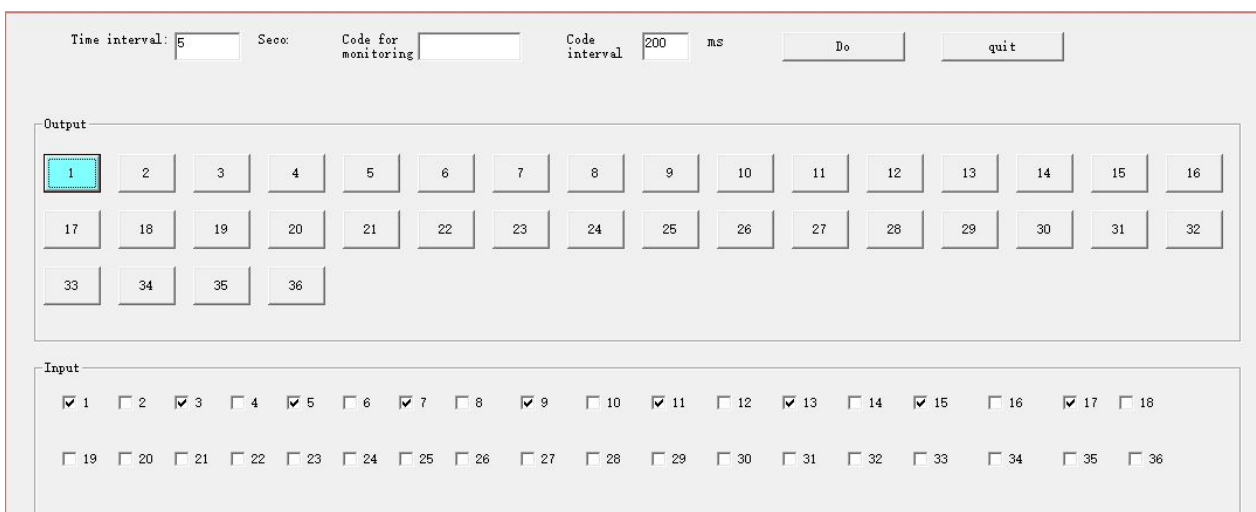 Time interval: 5 Seco: Code for monitoring Code interval 200 ms Do quit
Output
1 2 3 4 5 6 7 8 9 10 11 12 13 14 15 16
17 18 19 20 21 22 23 24 25 26 27 28 29 30 31 32
33 34 35 36
Input
1 2 3 4 5 6 7 8 9 10 11 12 13 14 15 16 17 18
19 20 21 22 23 24 25 26 27 28 29 30 31 32 33 34 35 36